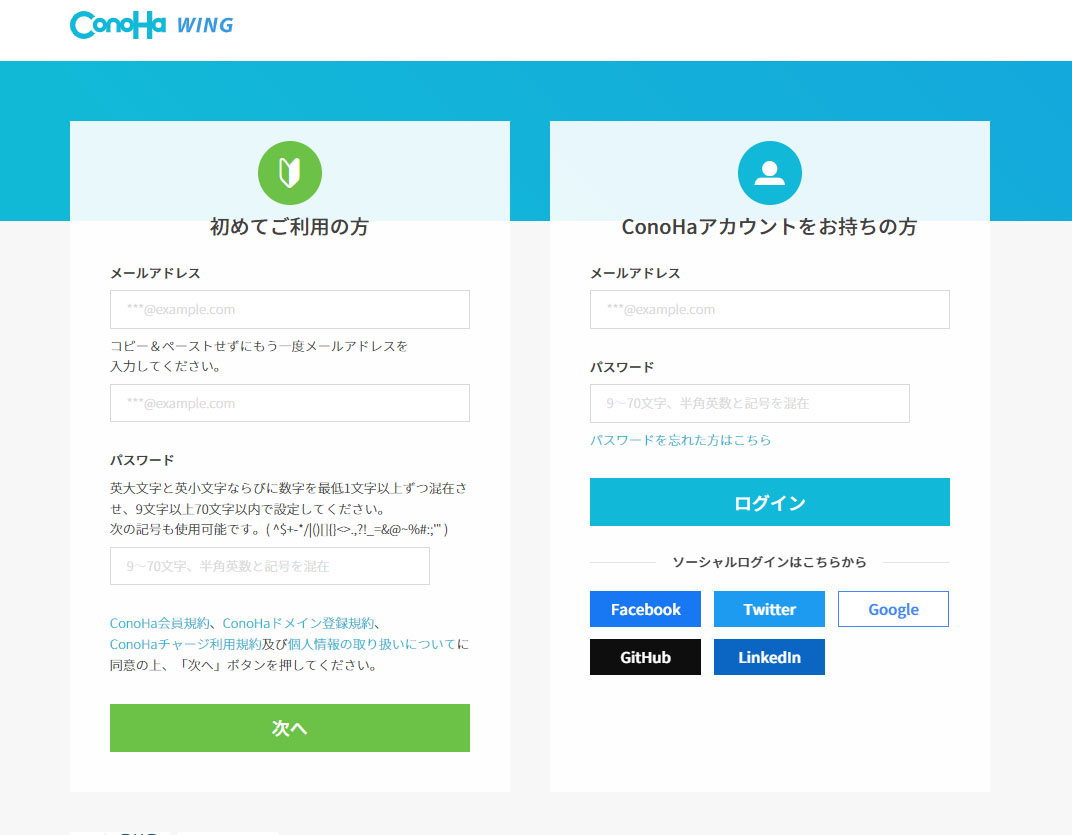 ConoHa WING
初めてご利用の方
メールアドレス
***@example.com
コピー＆ペーストせずにもう一度メールアドレスを
入力してください。
***@example.com
パスワード
英大文字と英小文字ならびに数字を最低1文字以上ずつ混在さ
せ、9文字以上70文字以内で設定してください。
次の記号も使用可能です。( ^$+-*/|()[]{}<>.,?!_=&@~%#:;'" )
9～70文字、半角英数と記号を混在
ConoHa会員規約、ConoHaドメイン登録規約、
ConoHaチャージ利用規約及び個人情報の取り扱いについてに
同意の上、「次へ」ボタンを押してください。
次へ
ConoHaアカウントをお持ちの方
メールアドレス
***@example.com
パスワード
9～70文字、半角英数と記号を混在
パスワードを忘れた方はこちら
ログイン
ソーシャルログインはこちらから
Facebook Twitter Google
GitHub LinkedIn